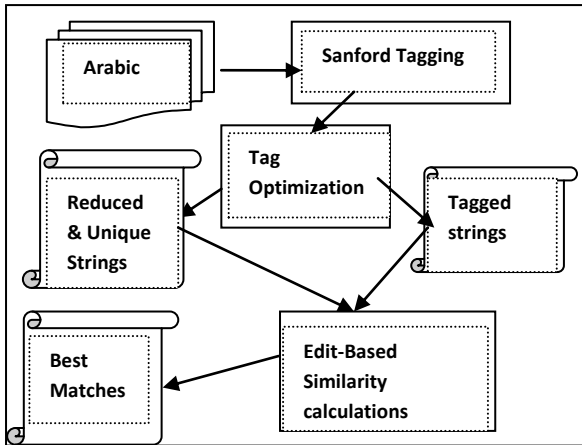 Arabic
Sanford Tagging
Tag
Optimization
Reduced
& Unique
Strings
Tagged
strings
Best
Matches
Edit-Based
Similarity
calculations